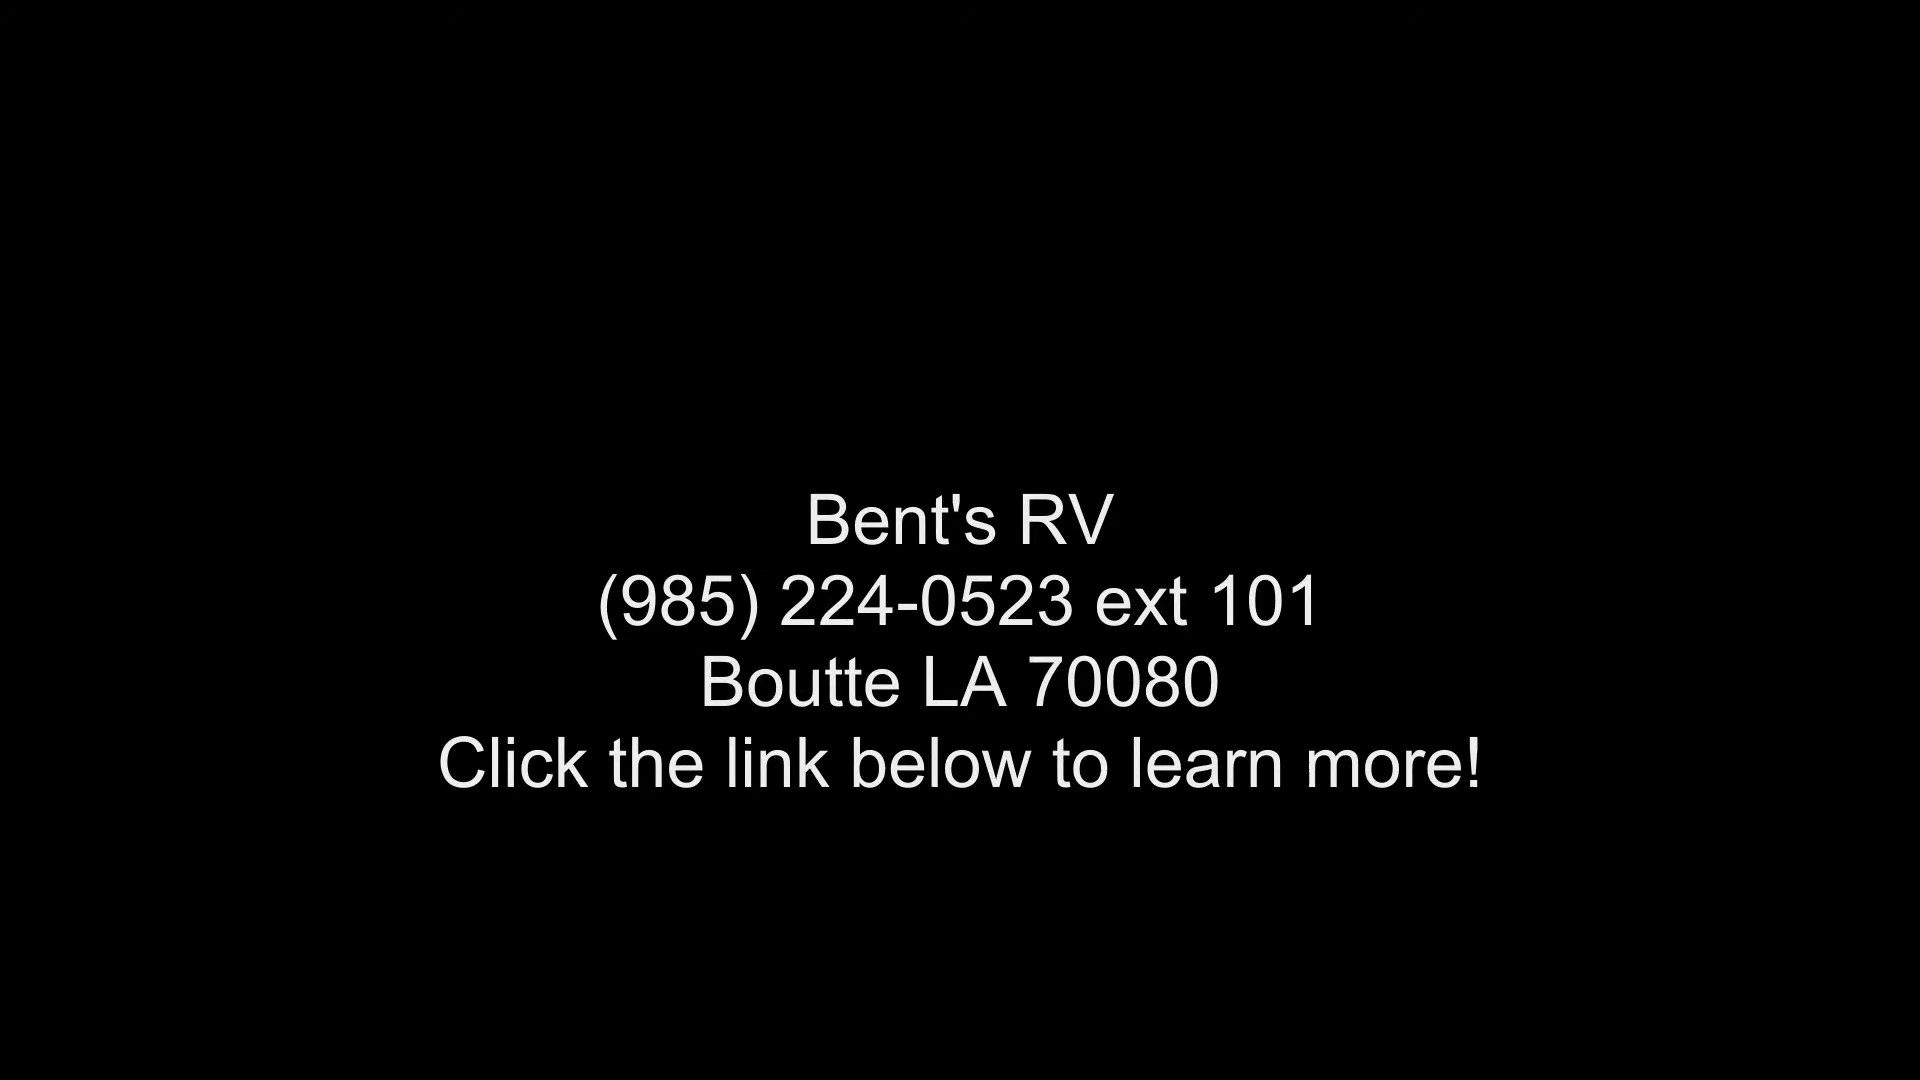 Bent's RV
(985) 224-0523 ext 101
Boutte LA 70080
Click the link below to learn more!